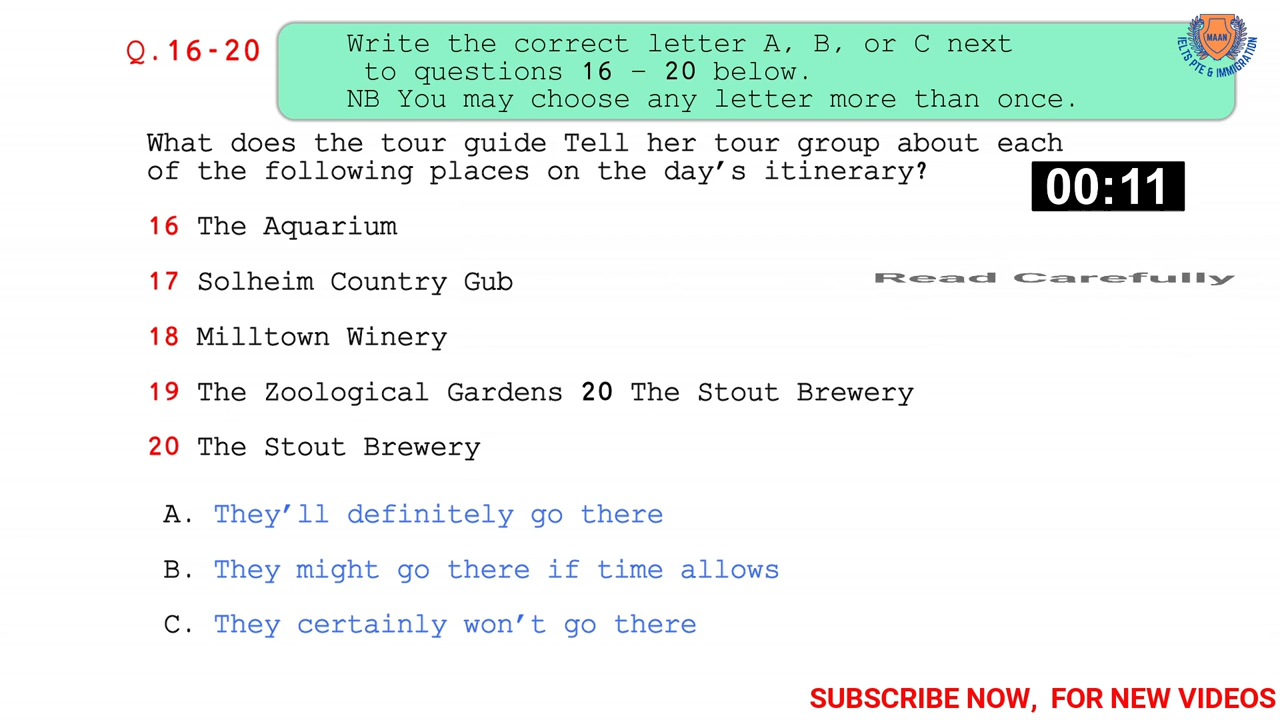 Q.16-20
Write the correct letter A, B, or C next
to questions 16 – 20 below.
NB You may choose any letter more than once.
MAAN
IELTS PTE & IMMIGRATION
What does the tour guide Tell her tour group about each
of the following places on the day’s itinerary?
00:11
16 The Aquarium
Read Carefully
17 Solheim Country Gub
18 Milltown Winery
19 The Zoological Gardens 20 The Stout Brewery
20 The Stout Brewery
A. They’ll definitely go there
B. They might go there if time allows
C. They certainly won’t go there
SUBSCRIBE NOW, FOR NEW VIDEOS